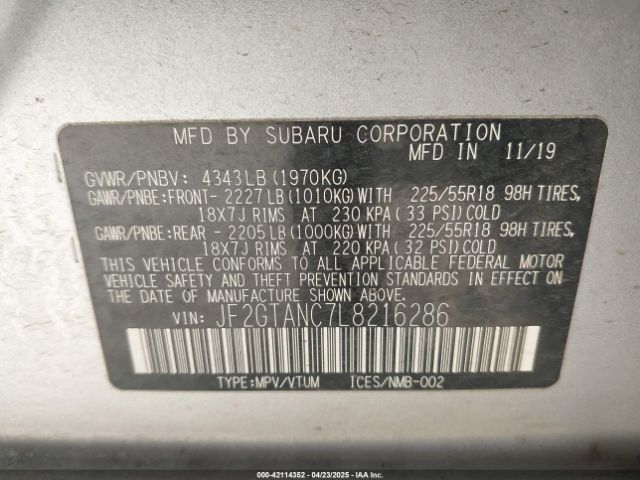 MFD BY SUBARU CORPORATION
MFD IN 11/19
GVWR/PNBV: 4343LB (1970KG)
GAWR/PNBE:FRONT- 2227LB (1010KG)WITH 225/55R18 98H TIRES,
18X7J RIMS AT 230 KPA( 33 PSI)COLD
GAWR/PNBE:REAR - 2205LB (1000KG)WITH 225/55R18 98H TIRES,
18X7J RIMS AT 220 KPA( 32 PSI)COLD
THIS VEHICLE CONFORMS TO ALL APPLICABLE FEDERAL MOTOR
VEHICLE SAFETY AND THEFT PREVENTION STANDARDS IN EFFECT ON
THE DATE OF MANUFACTURE SHOWN ABOVE.
VIN: JF2GTANC7L8216286
TYPE:MPV/VTUM ICES/NMB-002
000-42114352 - 04/23/2025 - IAA Inc.